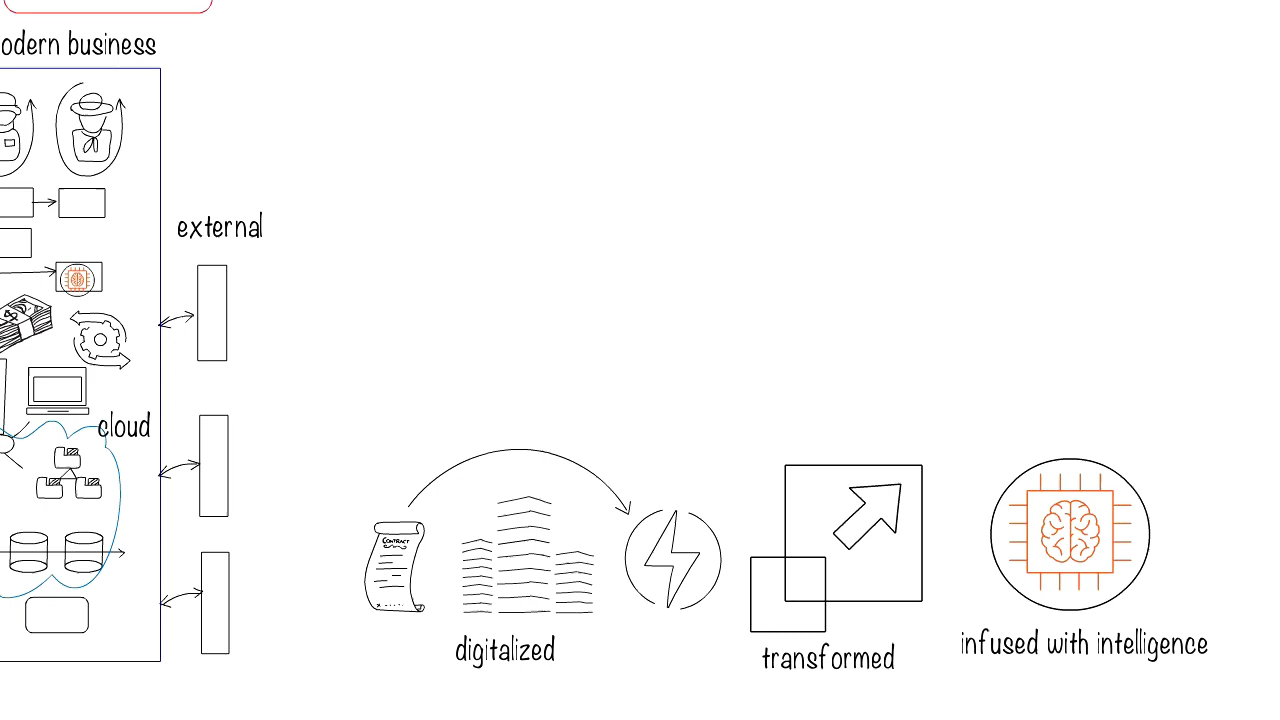 odern business
external
cloud
CONTRACT
digitalized
transformed
infused with intelligence